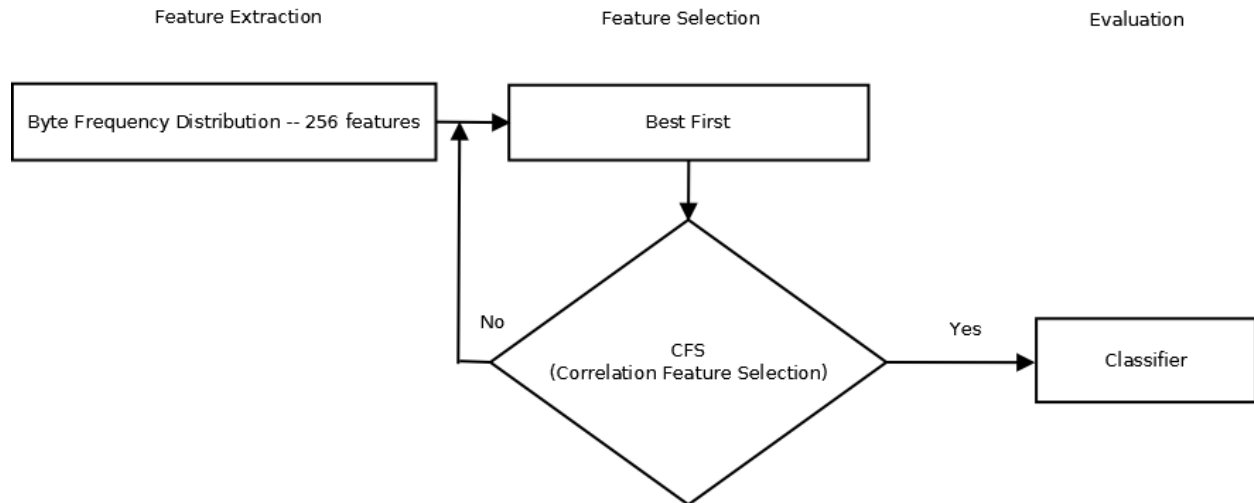 Feature Extraction
Feature Selection
Evaluation
Byte Frequency Distribution -- 256 features
Best First
No
CFS
(Correlation Feature Selection)
Yes
Classifier